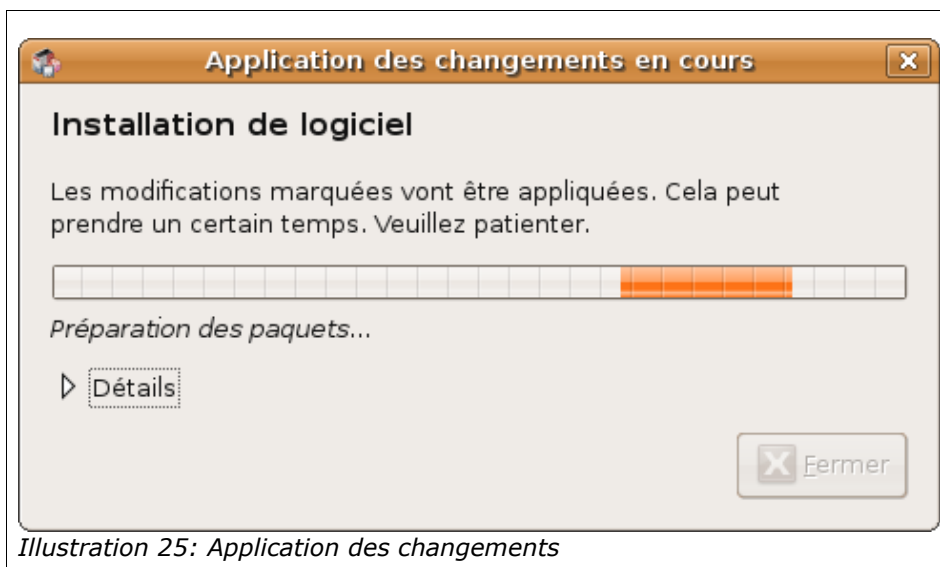 Application des changements en cours
Installation de logiciel
Les modifications marquées vont être appliquées. Cela peut
prendre un certain temps. Veuillez patienter.
Préparation des paquets...
Détails
Fermer
Illustration 25: Application des changements